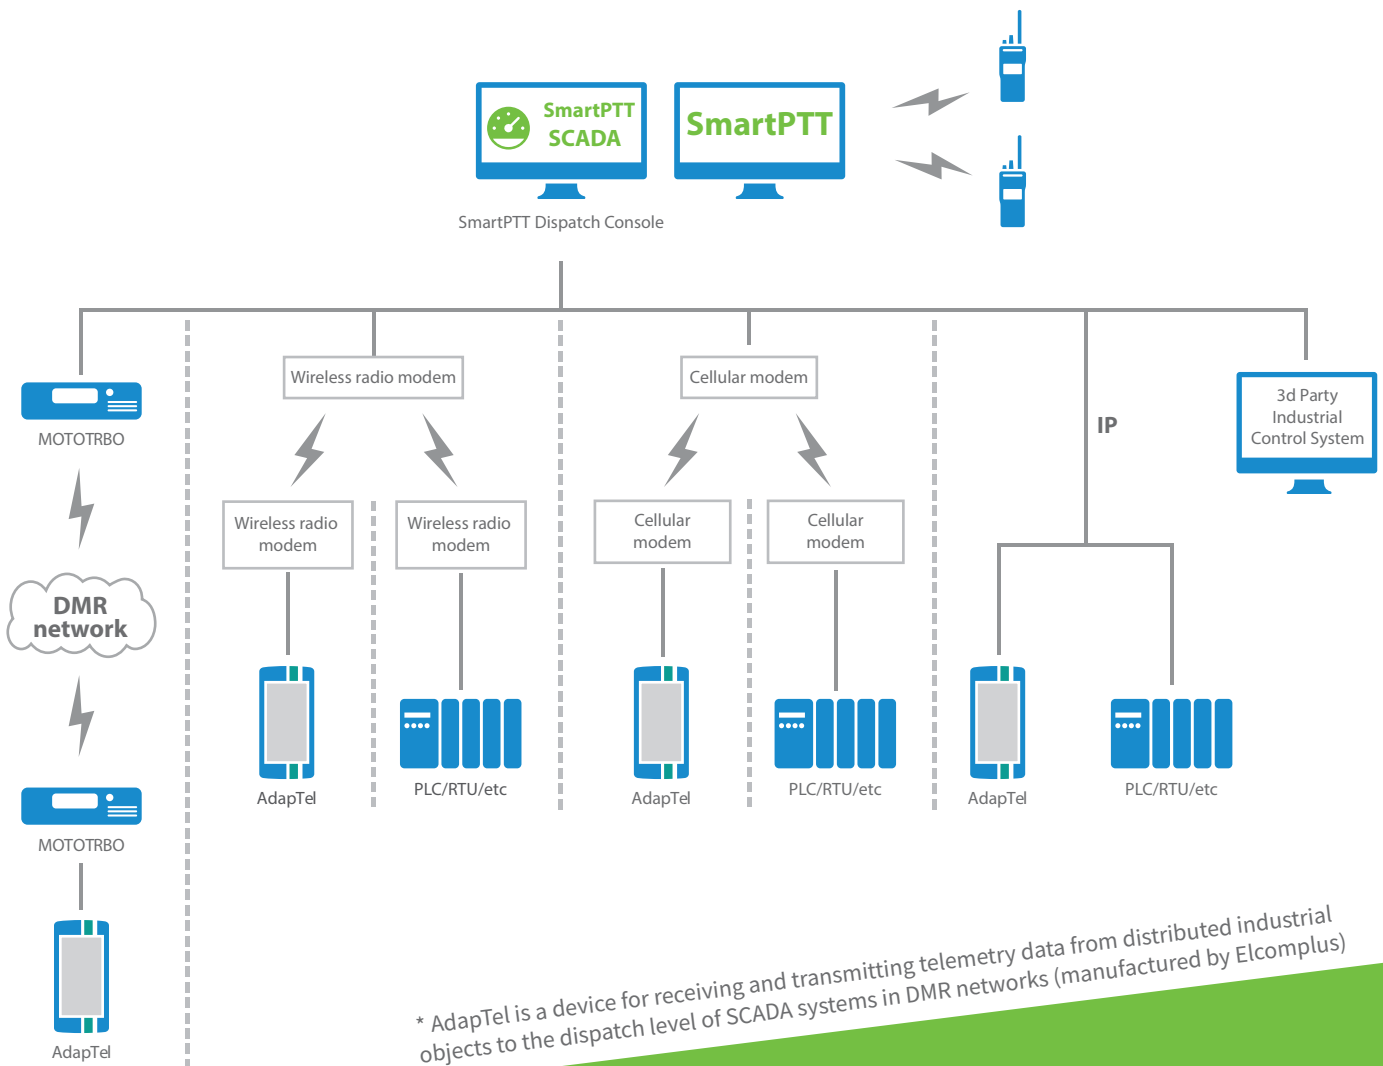 SmartPTT
SCADA
SmartPTT
SmartPTT Dispatch Console
MOTOTRBO
DMR
network
MOTOTRBO
AdapTel
Wireless radio modem
Wireless radio
modem
Wireless radio
modem
AdapTel
PLC/RTU/etc
Cellular modem
Cellular
modem
Cellular
modem
AdapTel
PLC/RTU/etc
IP
AdapTel
PLC/RTU/etc
3d Party
Industrial
Control System
* AdapTel is a device for receiving and transmitting telemetry data from distributed industrial
objects to the dispatch level of SCADA systems in DMR networks (manufactured by Elcomplus)